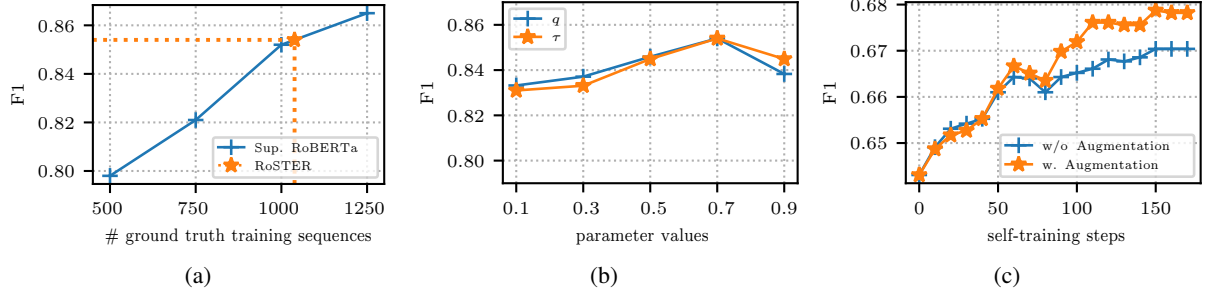 0.86
0.84
0.82
0.80
F1
500
750
1000
1250
# ground truth training sequences
Sup. RoBERTa
RoSTER
(a)
0.86
0.84
0.82
0.80
F1
0.1
0.3
0.5
0.7
0.9
parameter values
q
τ
(b)
0.68
0.67
0.66
0.65
F1
0
50
100
150
self-training steps
w/o Augmentation
w. Augmentation
(c)